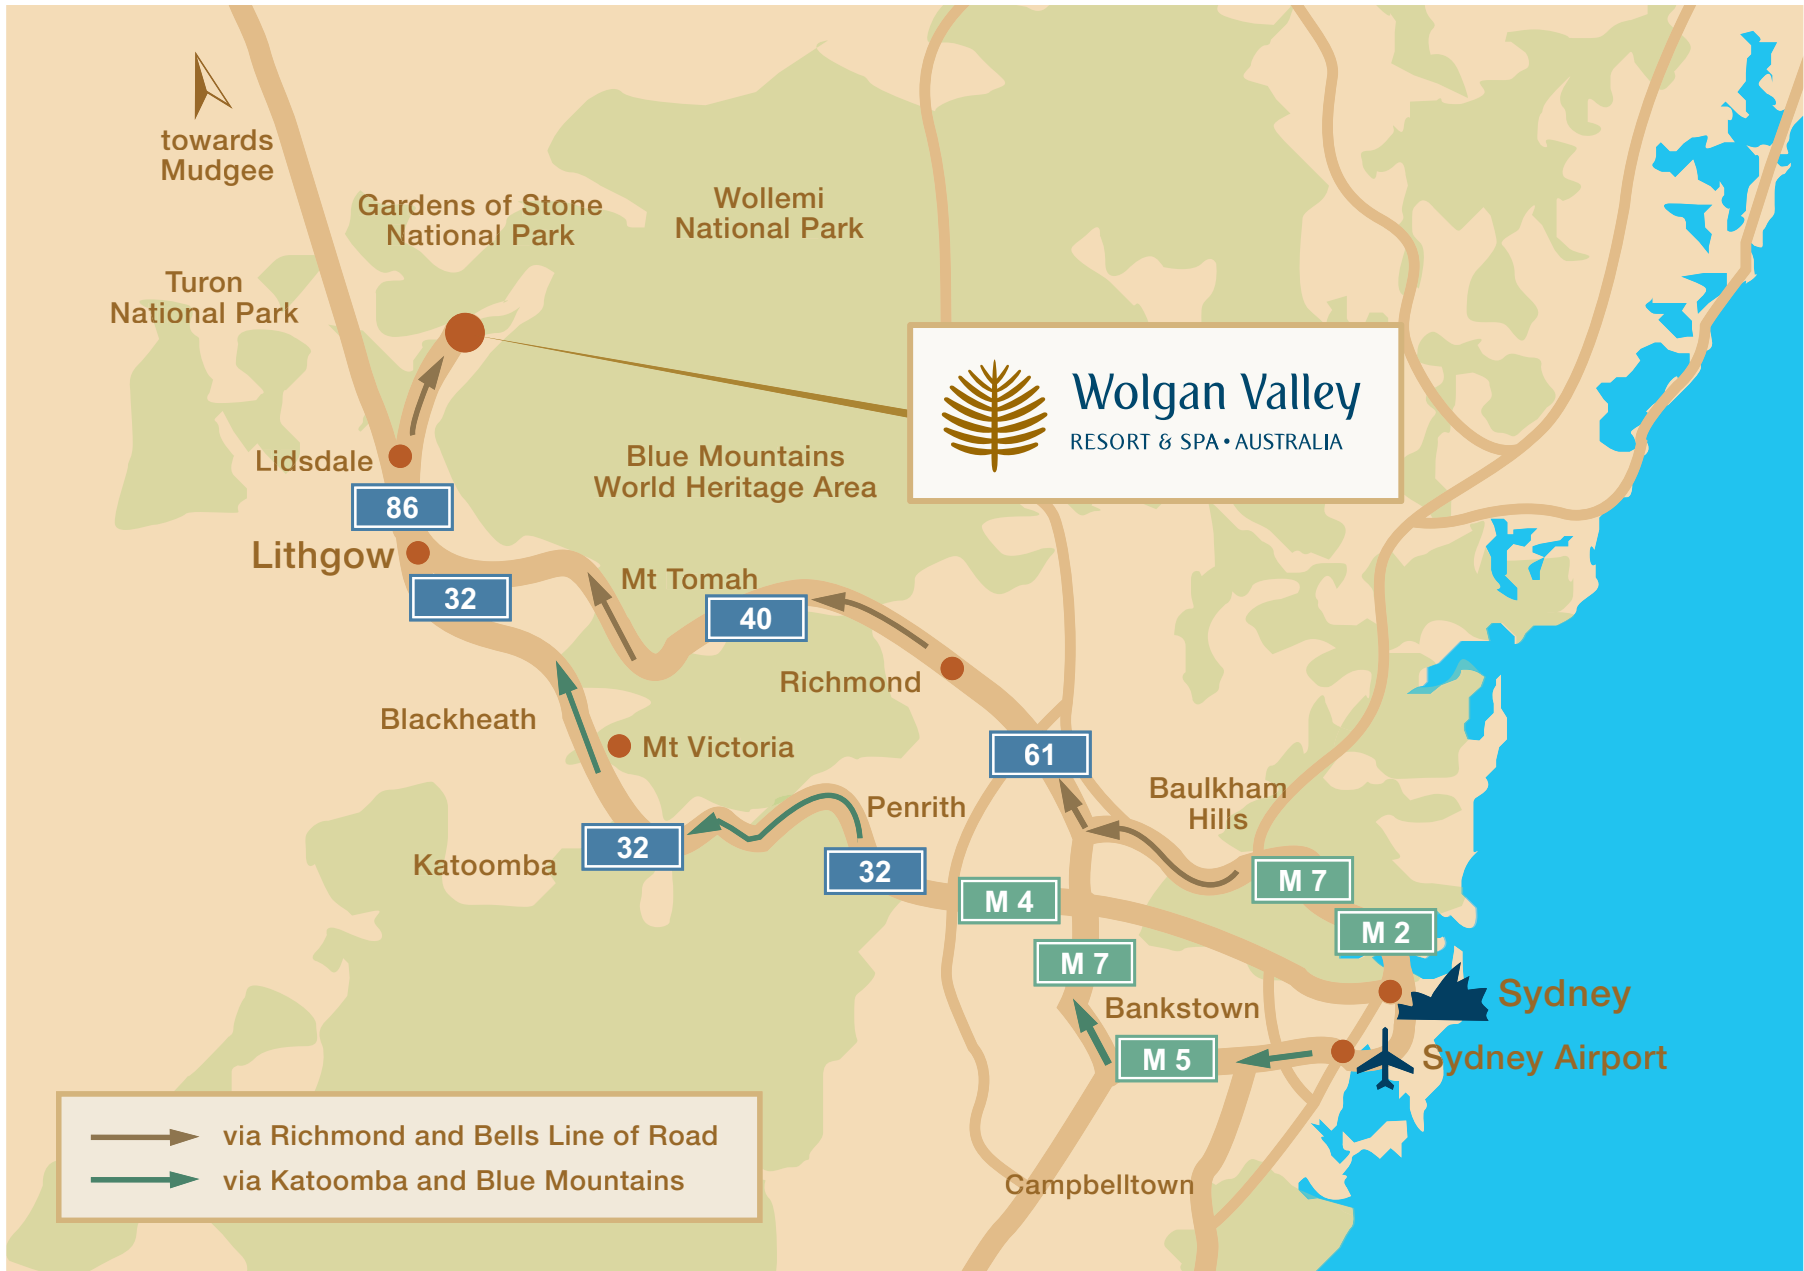 towards
Mudgee
Gardens of Stone
National Park
Wollemi
National Park
Turon
National Park
Wolgan Valley
RESORT & SPA • AUSTRALIA
Lidsdale
Blue Mountains
World Heritage Area
86
Lithgow
32
Mt Tomah
40
Richmond
Blackheath
Mt Victoria
61
Baulkham
Hills
Penrith
Katoomba
32
32
M 4
M 7
M 2
M 7
Sydney
Bankstown
M 5
Sydney Airport
Campbelltown
via Richmond and Bells Line of Road
via Katoomba and Blue Mountains